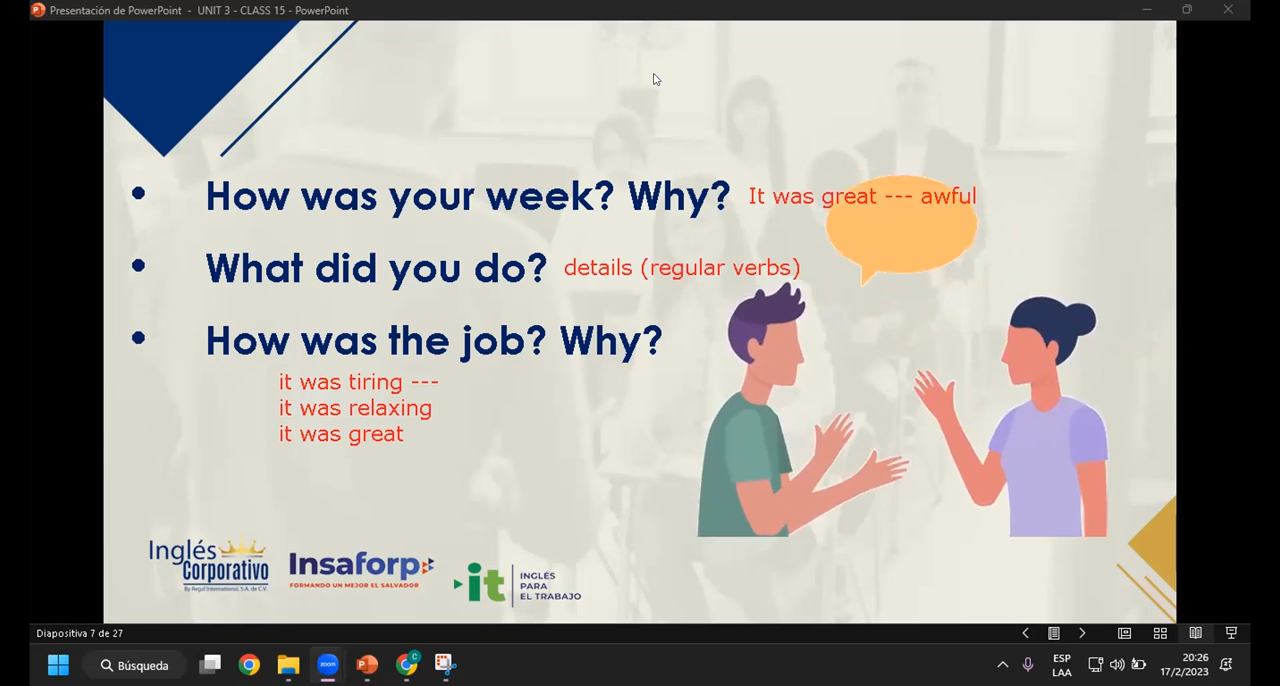 Presentación de PowerPoint - UNIT 3 - CLASS 15 - PowerPoint
• How was your week? Why? It was great --- awful
• What did you do? details (regular verbs)
• How was the job? Why?
it was tiring ---
it was relaxing
it was great
Inglés
Corporativo
By Regal International, S.A. de C.V.
Insaforp
FORMANDO UN MEJOR EL SALVADOR
it
INGLÉS
PARA
EL TRABAJO
Diapositiva 7 de 27
Búsqueda
zoom
C
ESP
LAA
20:26
17/2/2023